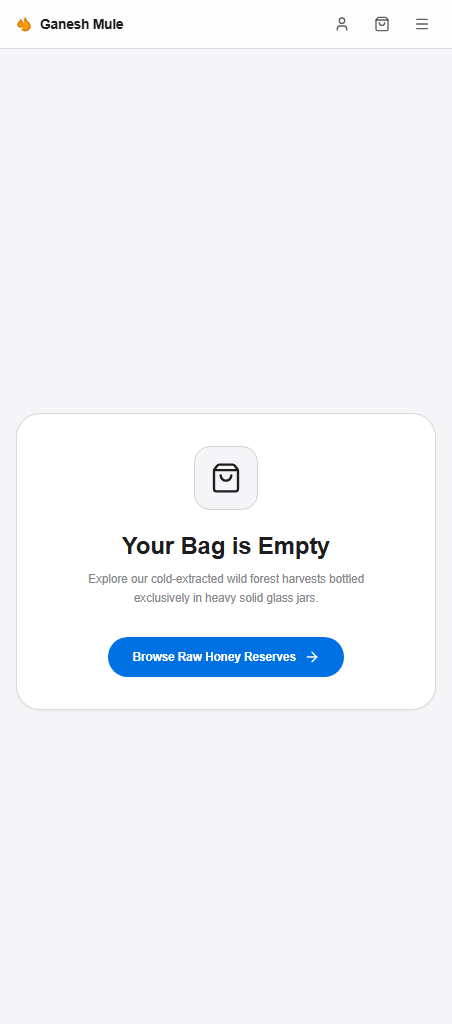 Ganesh Mule
Your Bag is Empty
Explore our cold-extracted wild forest harvests bottled
exclusively in heavy solid glass jars.
Browse Raw Honey Reserves